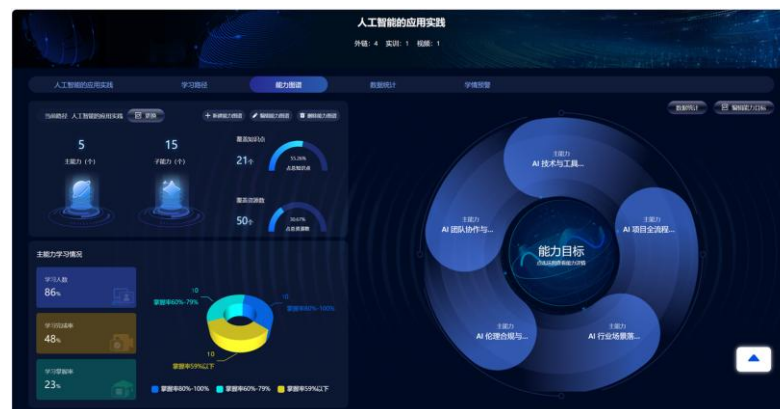 人工智能的应用实践
外链：4 实训：1 视频：1
人工智能的应用实践 学习路径 能力图谱 数据统计 学情预警
当前路径 人工智能的应用实践 更换
新建能力图谱 编辑能力图谱 删除能力图谱
5
主能力（个）
15
子能力（个）
覆盖知识点
21个
占总知识点
覆盖资源数
50个
占总资源数
主能力学习情况
学习人数
86%
学习完成率
48%
学习掌握率
23%
10
掌握率60%-79%
10
掌握率80%-100%
10
掌握率59%以下
掌握率80%-100% 掌握率60%-79% 掌握率59%以下
数据统计 编辑能力目标
主能力
AI 技术与工具...
主能力
AI 团队协作与...
主能力
AI 项目全流程...
能力目标
主能力
AI 伦理合规与...
主能力
AI 行业场景落...